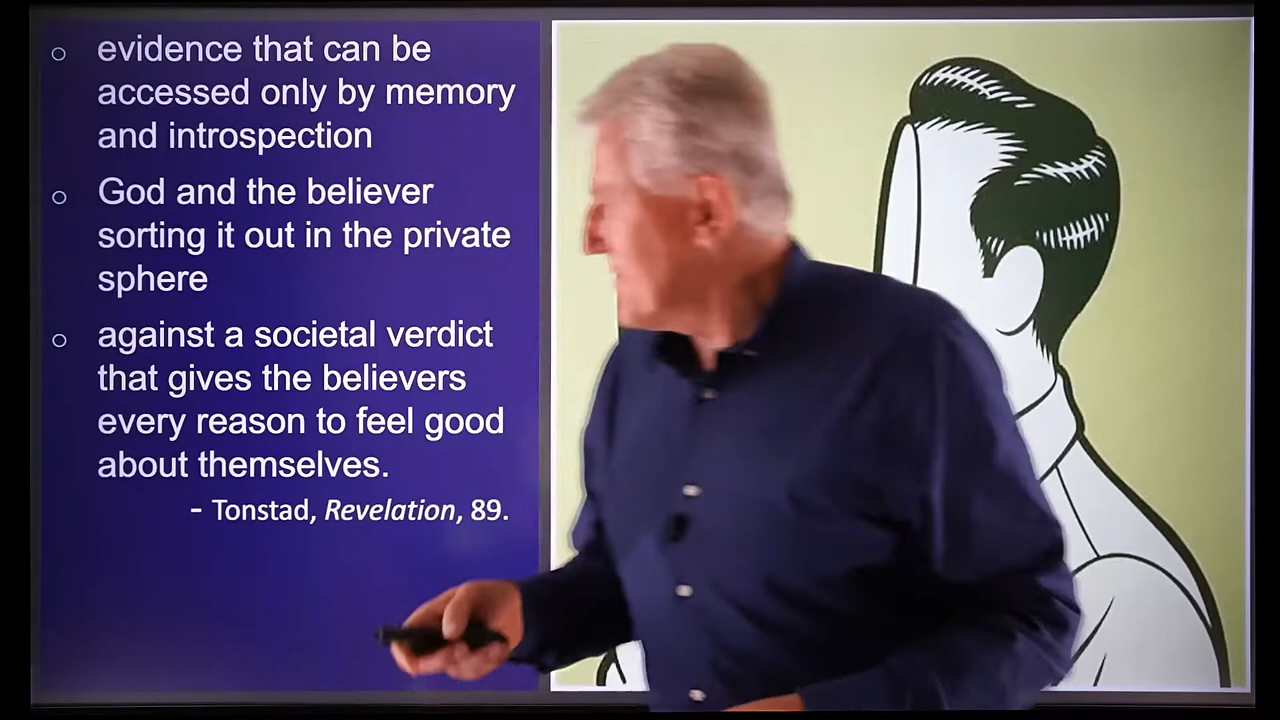 evidence that can be
accessed only by memory
and introspection
God and the believer
sorting it out in the private
sphere
against a societal verdict
that gives the believers
every reason to feel good
about themselves.
- Tonstad, Revelation, 89.